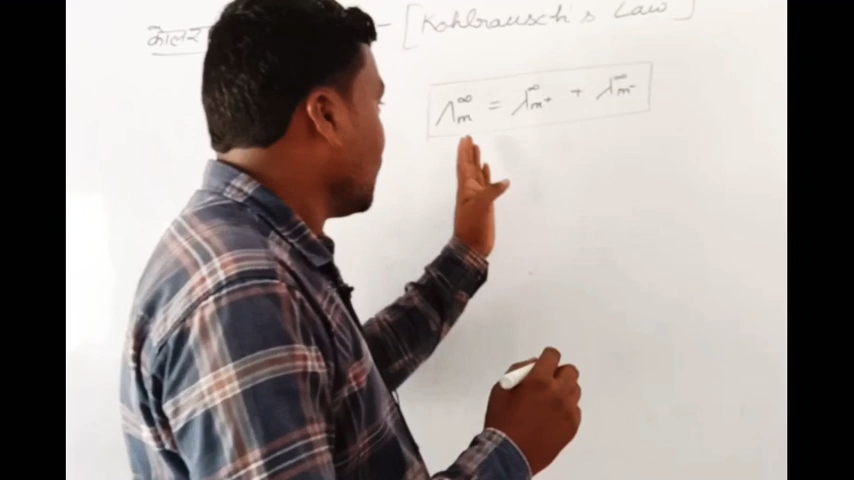 कोलरा - [Kohlrausch's Law]
Λ∞m = λ∞m+ + λ∞m-